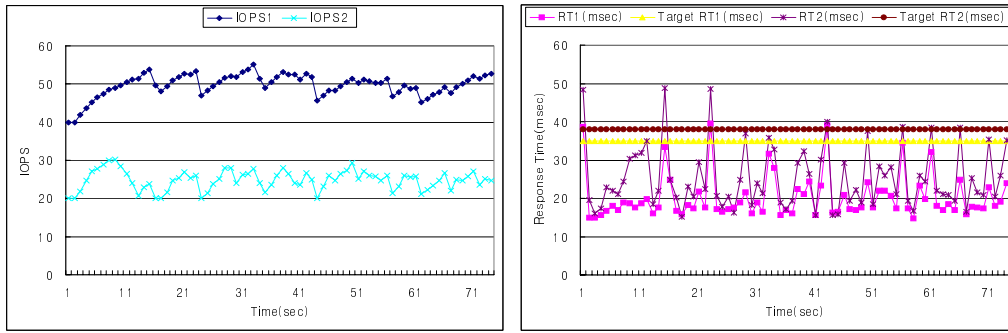 IOPS1 IOPS2
60
50
40
30
20
10
0
IOPS
1 11 21 31 41 51 61 71
Time(sec)
RT1(msec) Target RT1(msec) RT2(msec) Target RT2(msec)
60
50
40
30
20
10
0
Response Time(msec)
1 11 21 31 41 51 61 71
Time(sec)